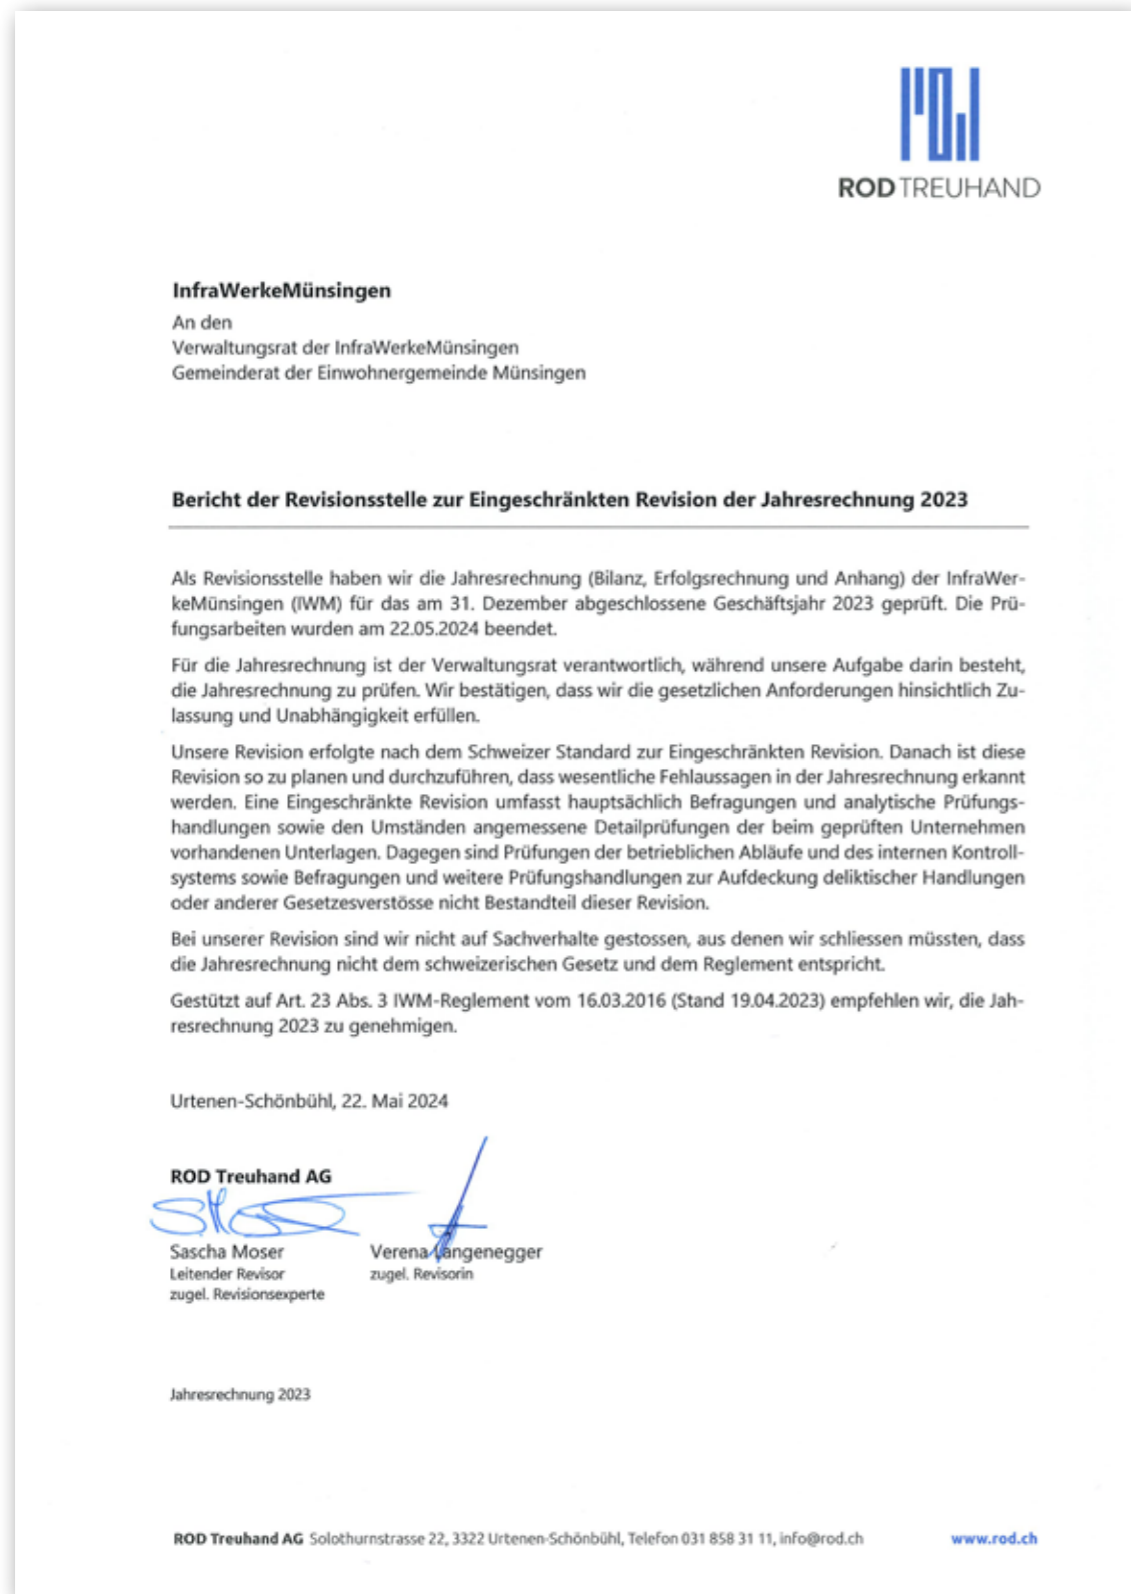 ROD TREUHAND
InfraWerkeMünsingen
An den
Verwaltungsrat der InfraWerkeMünsingen
Gemeinderat der Einwohnergemeinde Münsingen
Bericht der Revisionsstelle zur Eingeschränkten Revision der Jahresrechnung 2023
Als Revisionsstelle haben wir die Jahresrechnung (Bilanz, Erfolgsrechnung und Anhang) der InfraWer-
keMünsingen (IWM) für das am 31. Dezember abgeschlossene Geschäftsjahr 2023 geprüft. Die Prü-
fungsarbeiten wurden am 22.05.2024 beendet.
Für die Jahresrechnung ist der Verwaltungsrat verantwortlich, während unsere Aufgabe darin besteht,
die Jahresrechnung zu prüfen. Wir bestätigen, dass wir die gesetzlichen Anforderungen hinsichtlich Zu-
lassung und Unabhängigkeit erfüllen.
Unsere Revision erfolgte nach dem Schweizer Standard zur Eingeschränkten Revision. Danach ist diese
Revision so zu planen und durchzuführen, dass wesentliche Fehlaussagen in der Jahresrechnung erkannt
werden. Eine Eingeschränkte Revision umfasst hauptsächlich Befragungen und analytische Prüfungs-
handlungen sowie den Umständen angemessene Detailprüfungen der beim geprüften Unternehmen
vorhandenen Unterlagen. Dagegen sind Prüfungen der betrieblichen Abläufe und des internen Kontroll-
systems sowie Befragungen und weitere Prüfungshandlungen zur Aufdeckung deliktischer Handlungen
oder anderer Gesetzesverstösse nicht Bestandteil dieser Revision.
Bei unserer Revision sind wir nicht auf Sachverhalte gestossen, aus denen wir schliessen müssten, dass
die Jahresrechnung nicht dem schweizerischen Gesetz und dem Reglement entspricht.
Gestützt auf Art. 23 Abs. 3 IWM-Reglement vom 16.03.2016 (Stand 19.04.2023) empfehlen wir, die Jah-
resrechnung 2023 zu genehmigen.
Urtenen-Schönbühl, 22. Mai 2024
ROD Treuhand AG
Sascha Moser Verena Langenegger
Leitender Revisor zugel. Revisorin
zugel. Revisionsexperte
Jahresrechnung 2023
ROD Treuhand AG Solothurnstrasse 22, 3322 Urtenen-Schönbühl, Telefon 031 858 31 11, info@rod.ch www.rod.ch